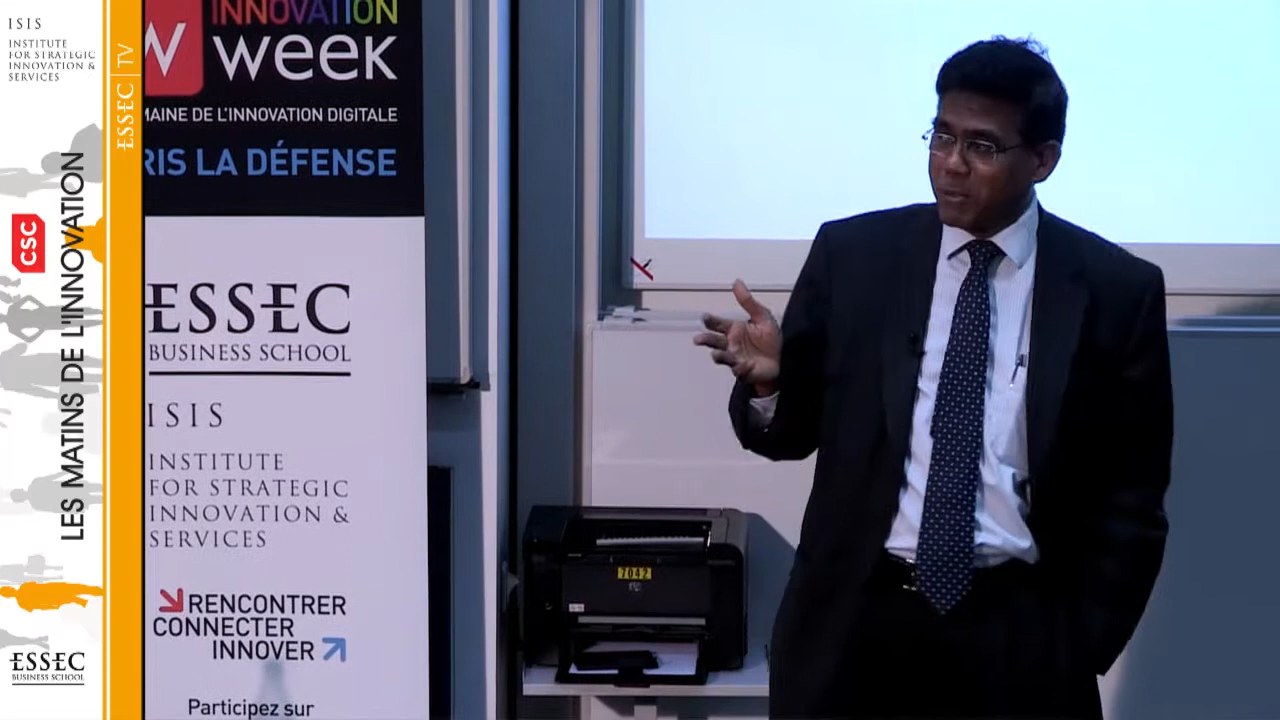 ISIS
INSTITUTE
FOR STRATEGIC
INNOVATION &
SERVICES
ESSEC | TV
CSC
LES MATINS DE L'INNOVATION
ESSEC
BUSINESS SCHOOL
INNOVATION
W week
MAINE DE L'INNOVATION DIGITALE
RIS LA DÉFENSE
ESSEC
BUSINESS SCHOOL
ISIS
INSTITUTE
FOR STRATEGIC
INNOVATION &
SERVICES
RENCONTRER
CONNECTER
INNOVER
Participez sur
7042